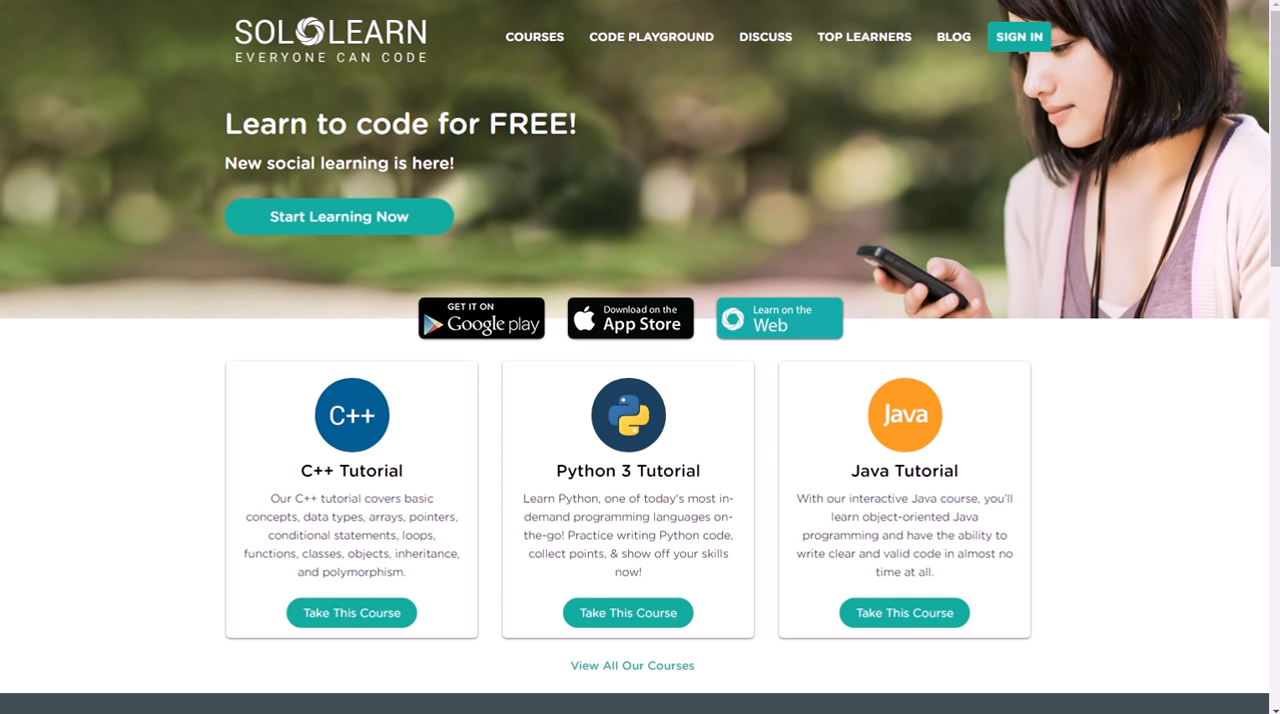 SOLOLEARN
EVERYONE CAN CODE
COURSES CODE PLAYGROUND DISCUSS TOP LEARNERS BLOG SIGN IN
Learn to code for FREE!
New social learning is here!
Start Learning Now
GET IT ON
Google play
Download on the
App Store
Learn on the
Web
C++
C++ Tutorial
Our C++ tutorial covers basic
concepts, data types, arrays, pointers,
conditional statements, loops,
functions, classes, objects, inheritance,
and polymorphism.
Take This Course
Python 3 Tutorial
Learn Python, one of today's most in-
demand programming languages on-
the-go! Practice writing Python code,
collect points, & show off your skills
now!
Take This Course
Java
Java Tutorial
With our interactive Java course, you'll
learn object-oriented Java
programming and have the ability to
write clear and valid code in almost no
time at all.
Take This Course
View All Our Courses